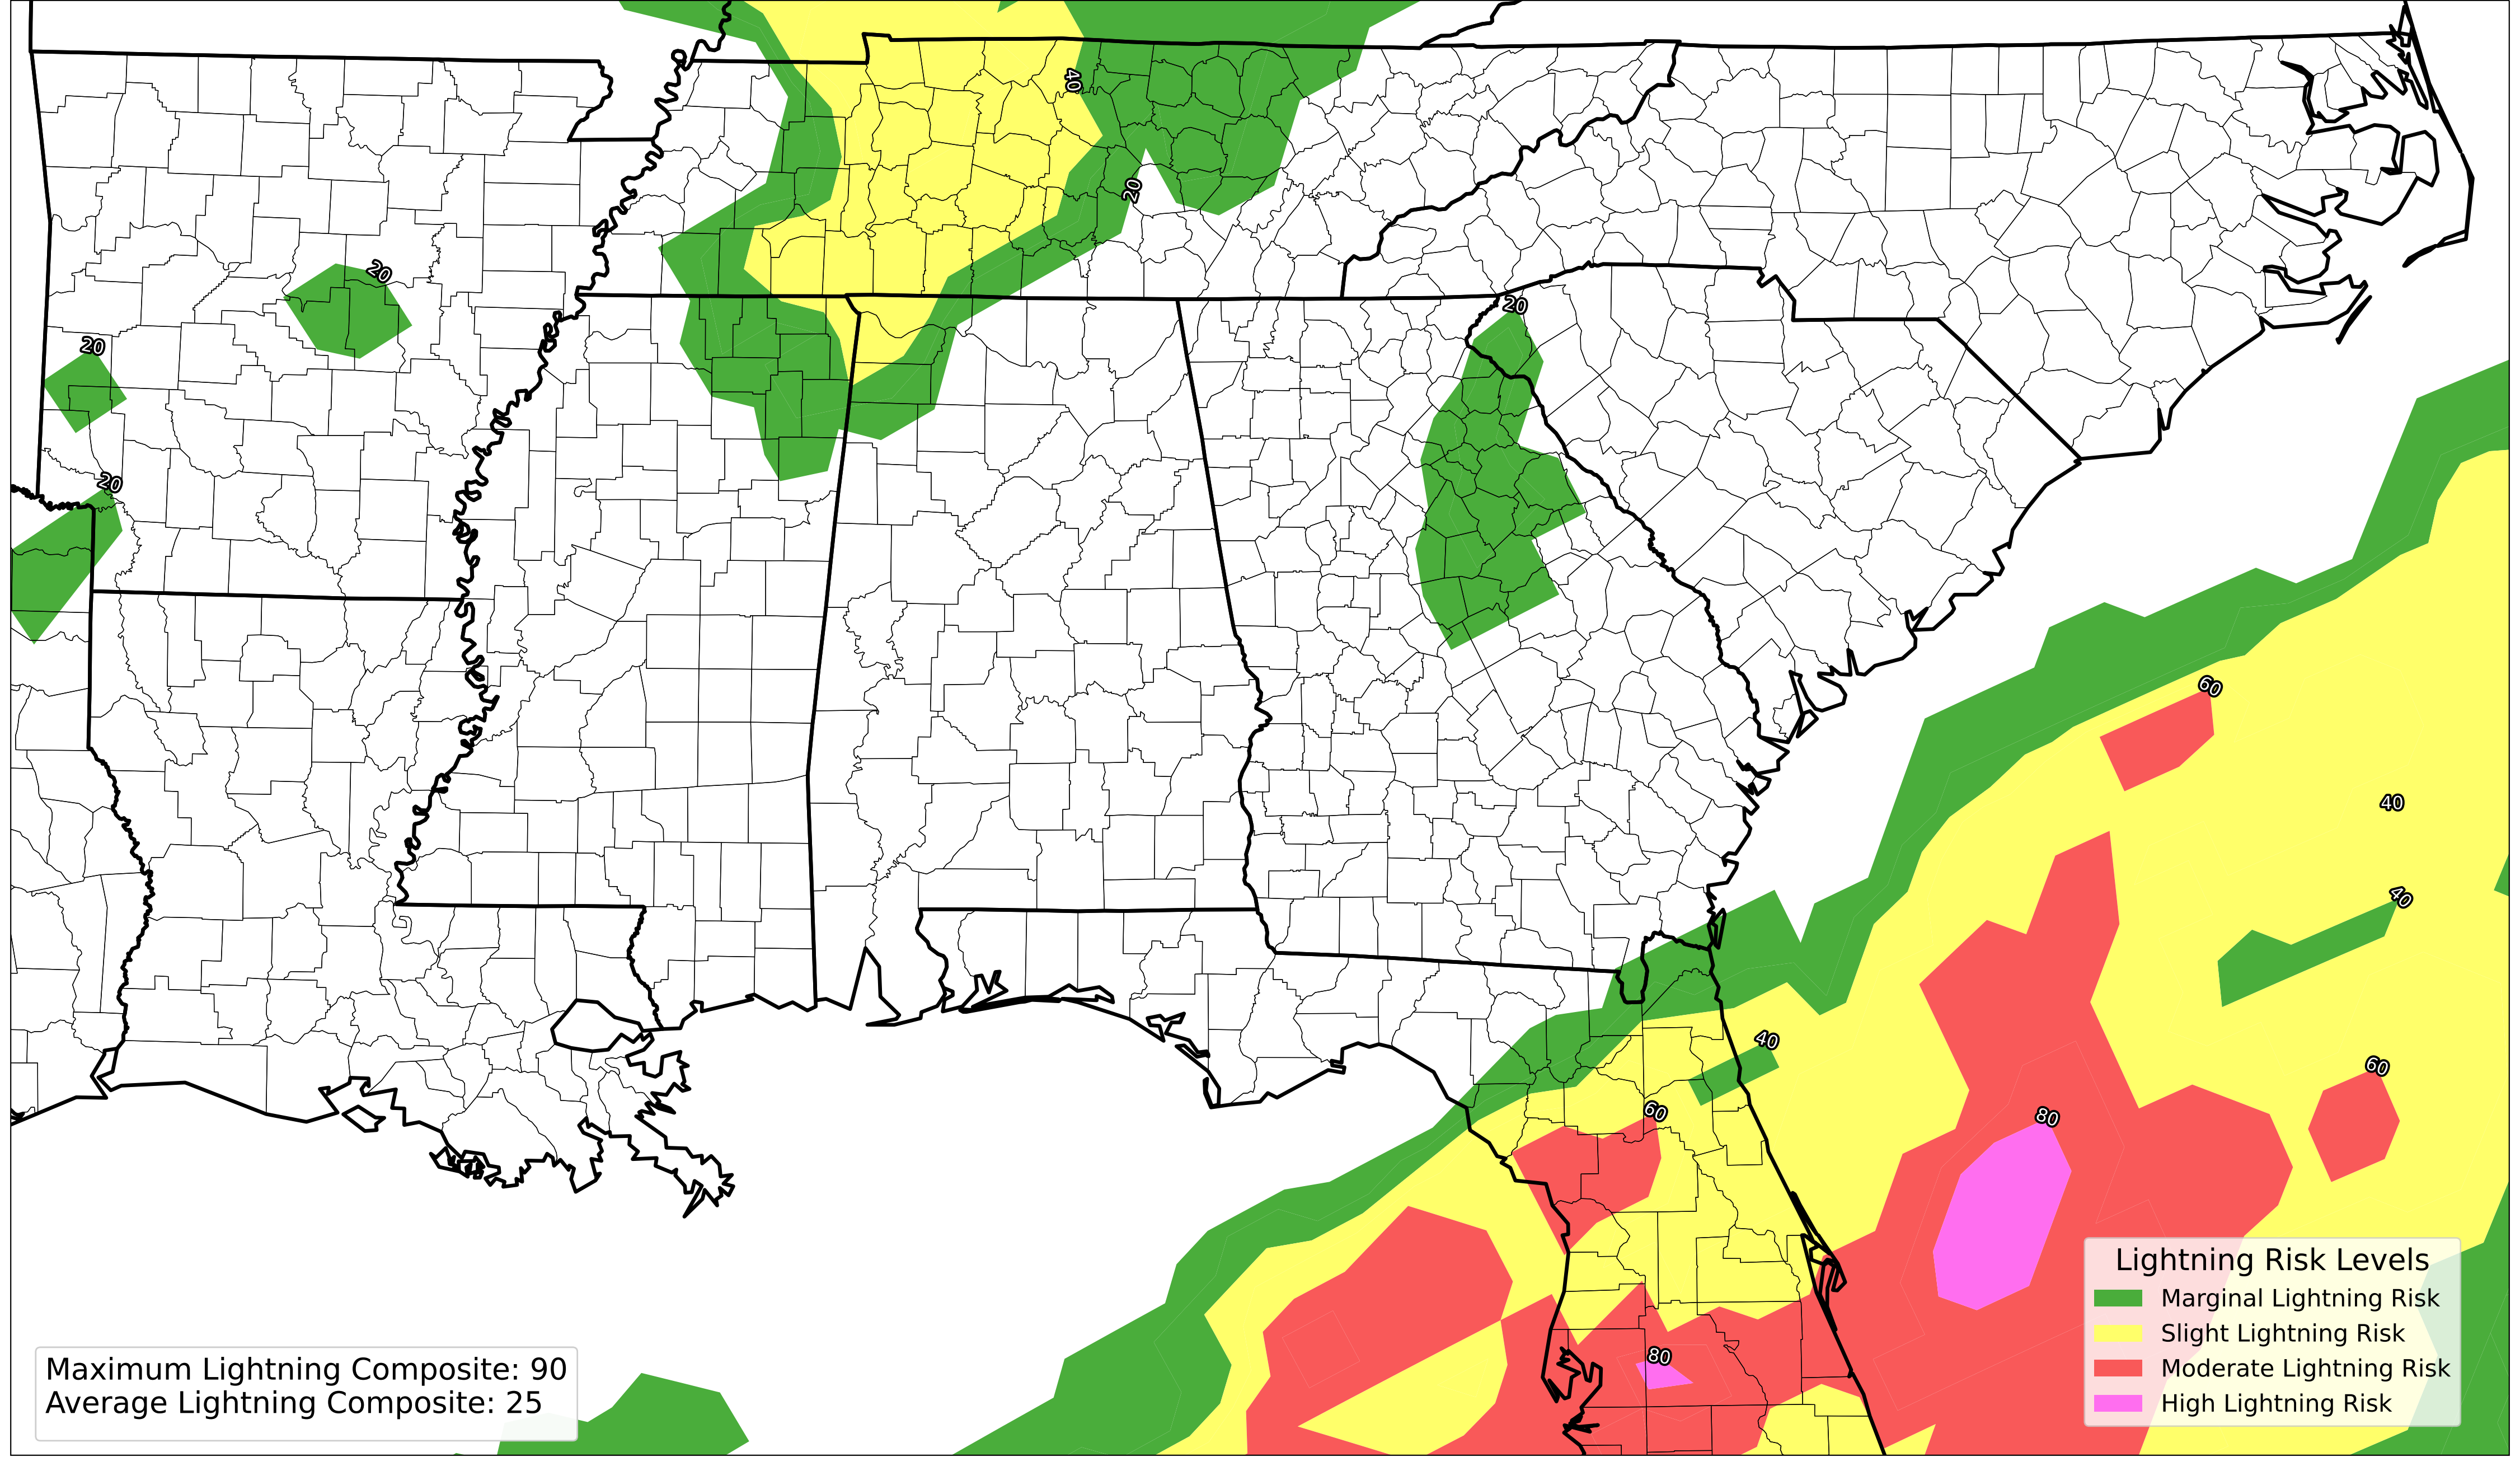 40
20
20
20
20
20
60
40
40
40
60
60
80
80
Lightning Risk Levels
Marginal Lightning Risk
Slight Lightning Risk
Moderate Lightning Risk
High Lightning Risk
Maximum Lightning Composite: 90
Average Lightning Composite: 25